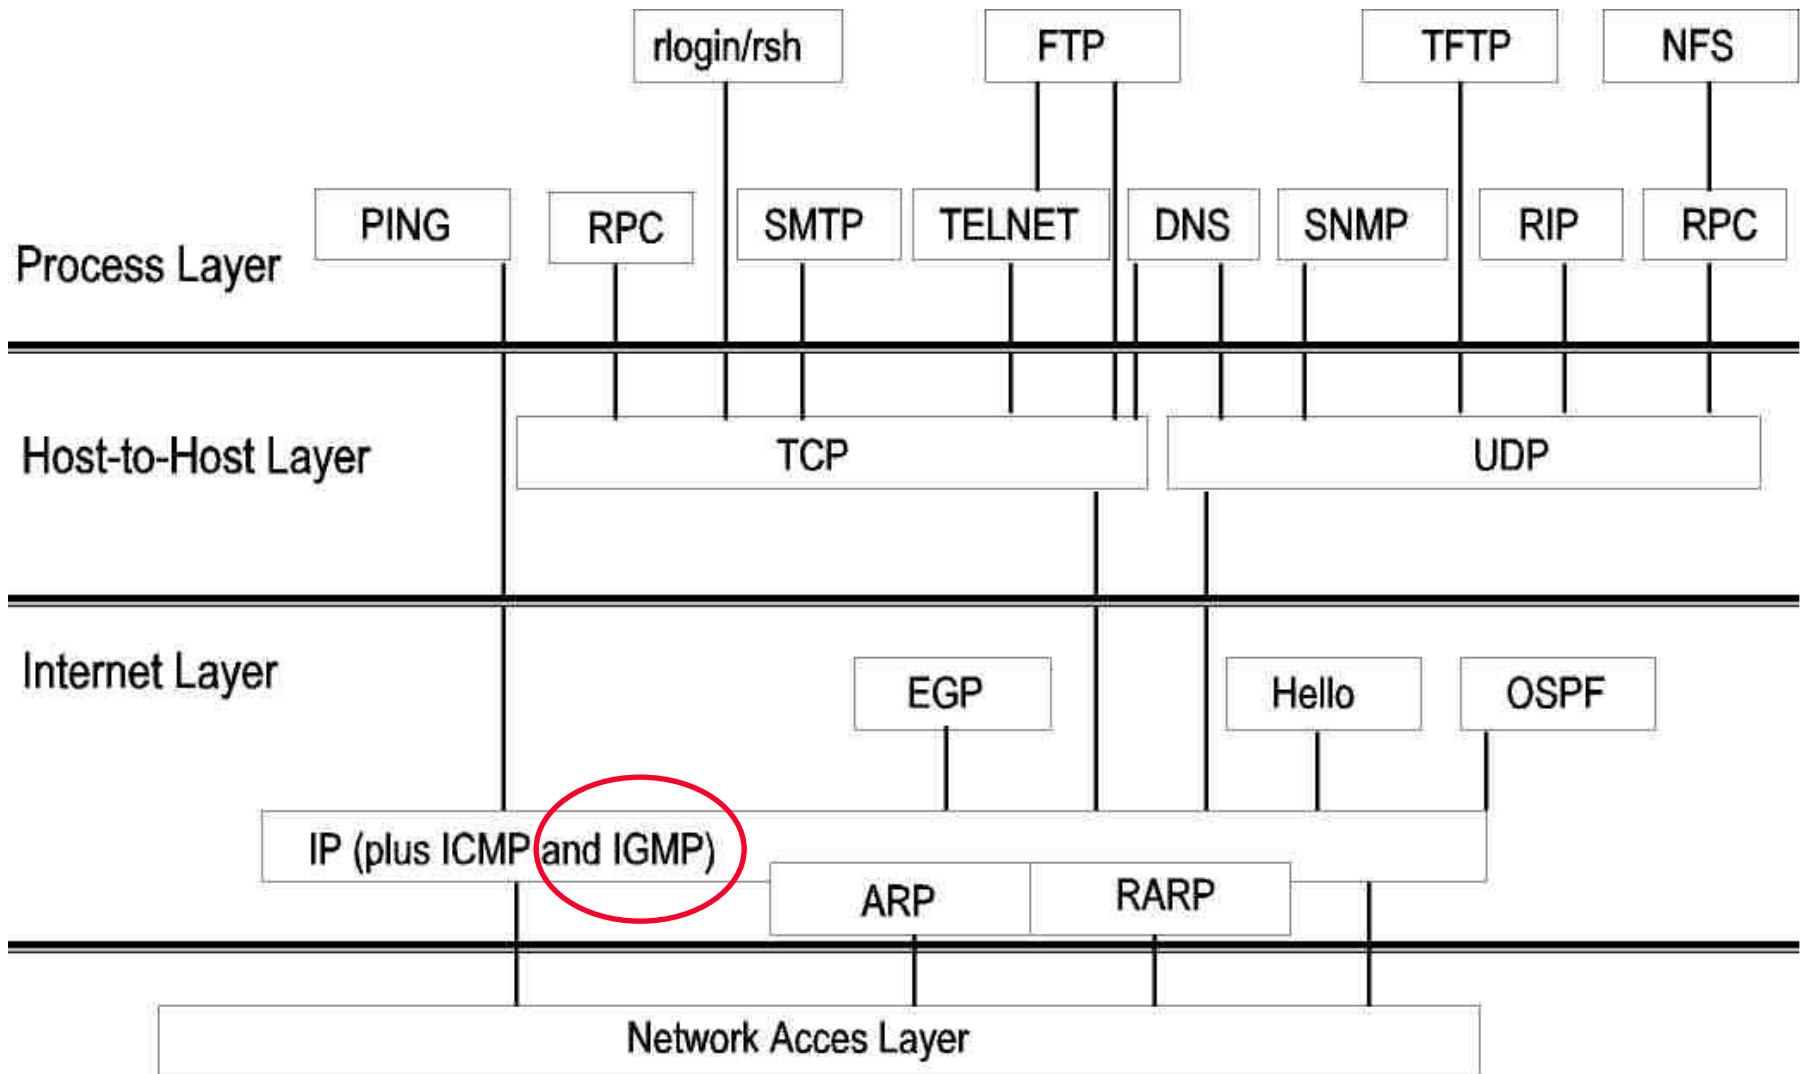 rlogin/rsh FTP TFTP NFS
PING RPC SMTP TELNET DNS SNMP RIP RPC
Process Layer
Host-to-Host Layer TCP UDP
Internet Layer
EGP Hello OSPF
IP (plus ICMP and IGMP)
ARP RARP
Network Acces Layer